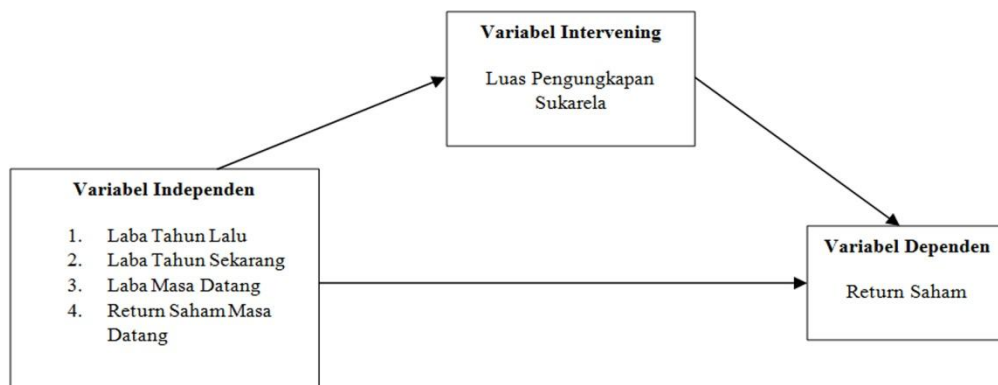 Variabel Intervening
Luas Pengungkapan
Sukarela
Variabel Independen
1. Laba Tahun Lalu
2. Laba Tahun Sekarang
3. Laba Masa Datang
4. Return Saham Masa
Datang
Variabel Dependen
Return Saham